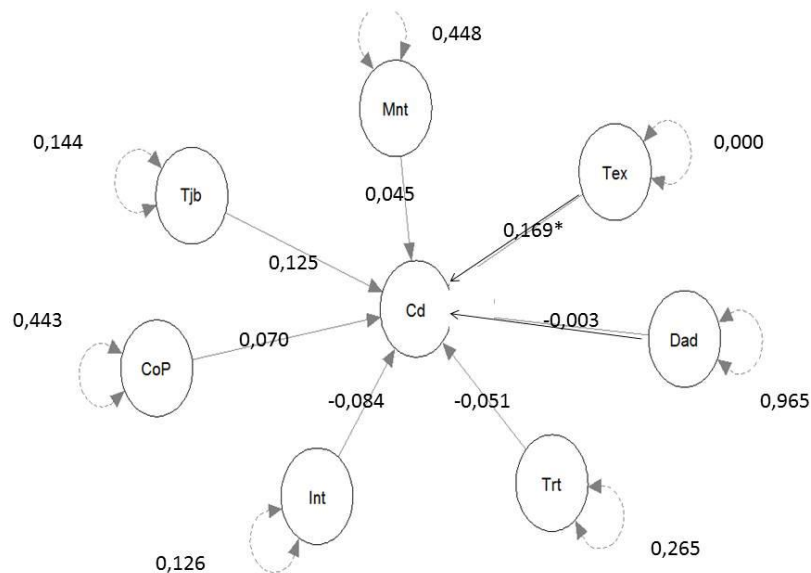 0,448
Mnt
0,144
0,000
Tex
Tjb
0,045
0,169*
0,125
Cd
0,443
0,070
-0,003
Dad
CoP
-0,084
-0,051
0,965
Int
Trt
0,126
0,265